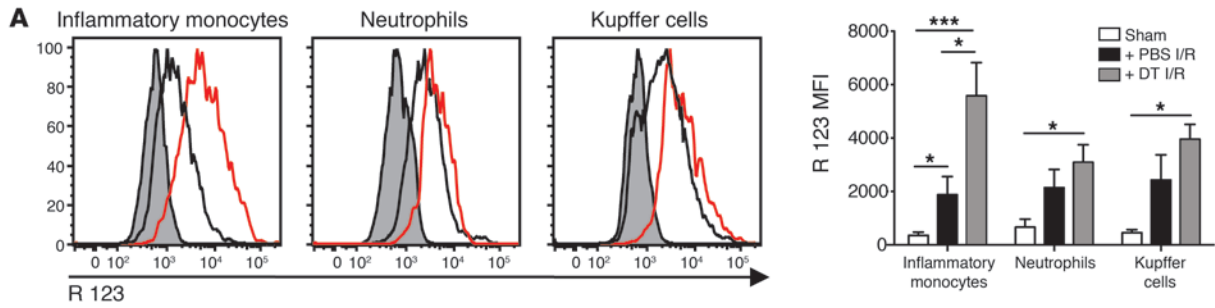 A
Inflammatory monocytes
Neutrophils
Kupffer cells
100
80
60
40
20
0
0 10² 10³ 10⁴ 10⁵
0 10² 10³ 10⁴ 10⁵
0 10² 10³ 10⁴ 10⁵
R 123
R 123 MFI
8000
6000
4000
2000
0
***
*
*
*
*
Sham
+ PBS I/R
+ DT I/R
Inflammatory
monocytes
Neutrophils
Kupffer
cells